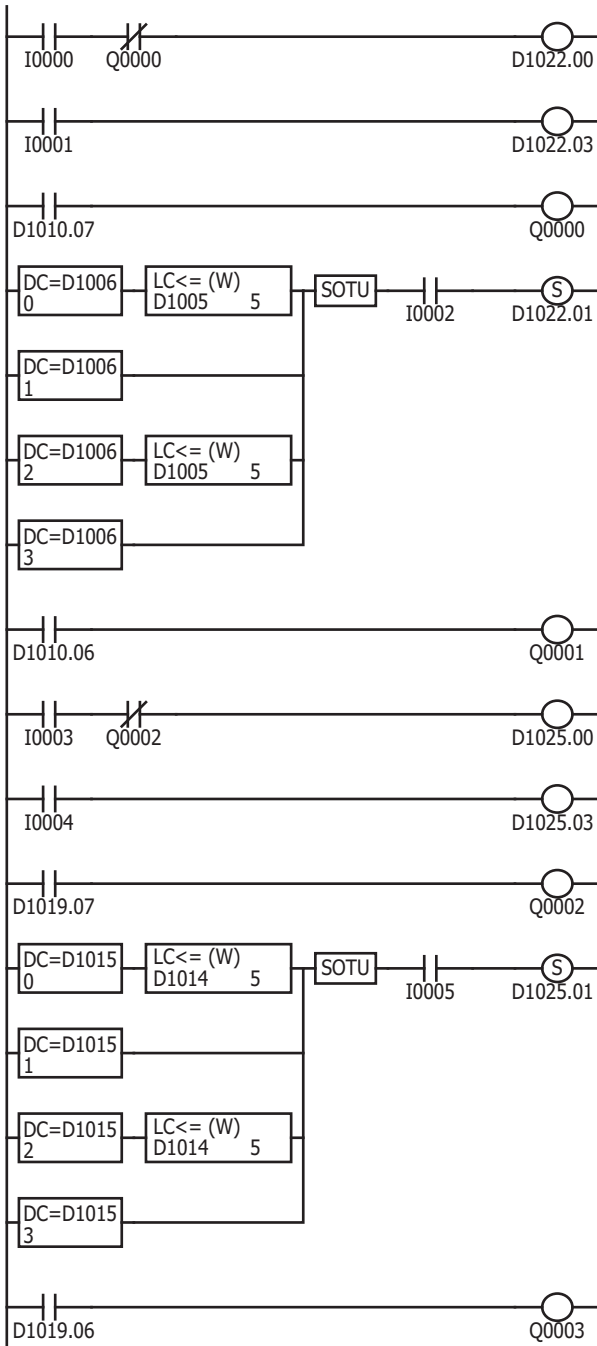 I0000 Q0000 D1022.00
I0001 D1022.03
D1010.07 Q0000
DC=D1006 LC<= (W) SOTU S
0 D1005 5 I0002 D1022.01
DC=D1006
1
DC=D1006 LC<= (W)
2 D1005 5
DC=D1006
3
D1010.06 Q0001
I0003 Q0002 D1025.00
I0004 D1025.03
D1019.07 Q0002
DC=D1015 LC<= (W) SOTU S
0 D1014 5 I0005 D1025.01
DC=D1015
1
DC=D1015 LC<= (W)
2 D1014 5
DC=D1015
3
D1019.06 Q0003